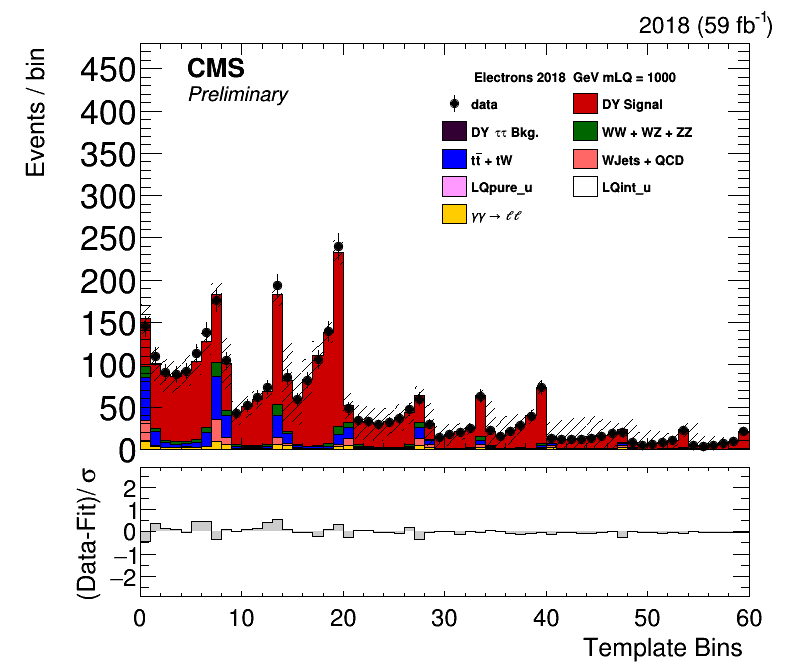 2018 (59 fb⁻¹)
Events / bin
450
400
350
300
250
200
150
100
50
0
CMS
Preliminary
Electrons 2018 GeV mLQ = 1000
data
DY Signal
DY ττ Bkg.
WW + WZ + ZZ
tt̄ + tW
WJets + QCD
LQpure_u
LQint_u
γγ → ℓℓ
(Data-Fit)/ σ
2
1
0
−1
−2
0 10 20 30 40 50 60
Template Bins